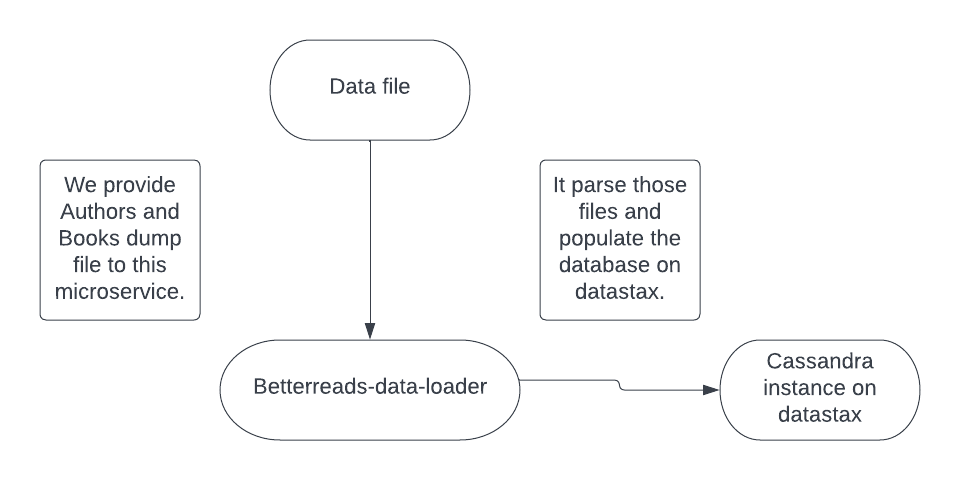 Data file
We provide
Authors and
Books dump
file to this
microservice.
It parse those
files and
populate the
database on
datastax.
Betterreads-data-loader
Cassandra
instance on
datastax